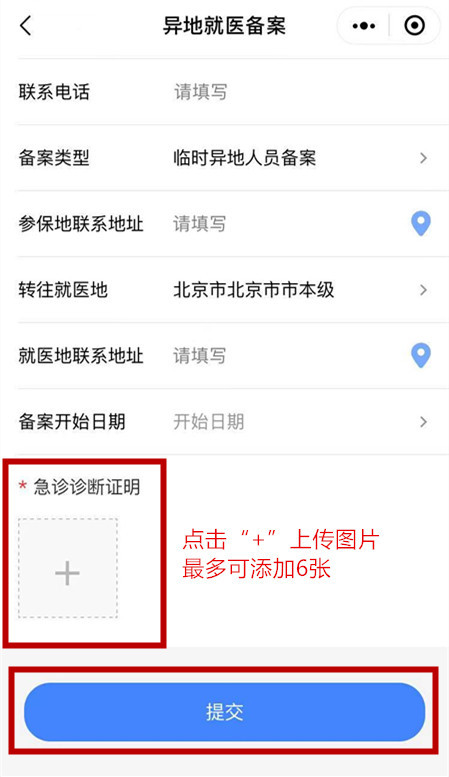 异地就医备案
联系电话 请填写
备案类型 临时异地人员备案
参保地联系地址 请填写
转往就医地 北京市北京市市本级
就医地联系地址 请填写
备案开始日期 开始日期
* 急诊诊断证明
点击“+”上传图片
最多可添加6张
提交